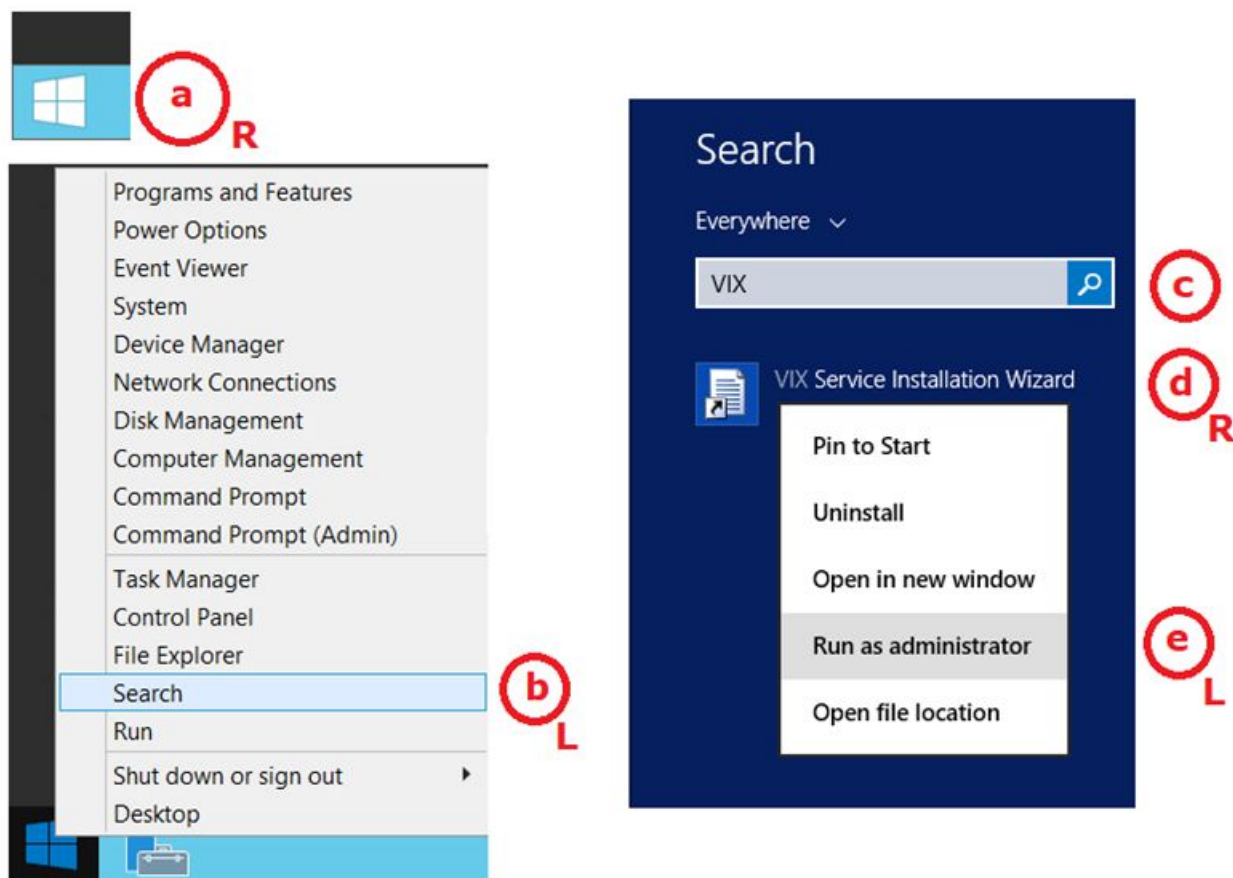 a
R
Programs and Features
Power Options
Event Viewer
System
Device Manager
Network Connections
Disk Management
Computer Management
Command Prompt
Command Prompt (Admin)
Task Manager
Control Panel
File Explorer
Search
b
L
Run
Shut down or sign out
Desktop
Search
Everywhere
VIX
c
VIX Service Installation Wizard
d
R
Pin to Start
Uninstall
Open in new window
Run as administrator
e
L
Open file location